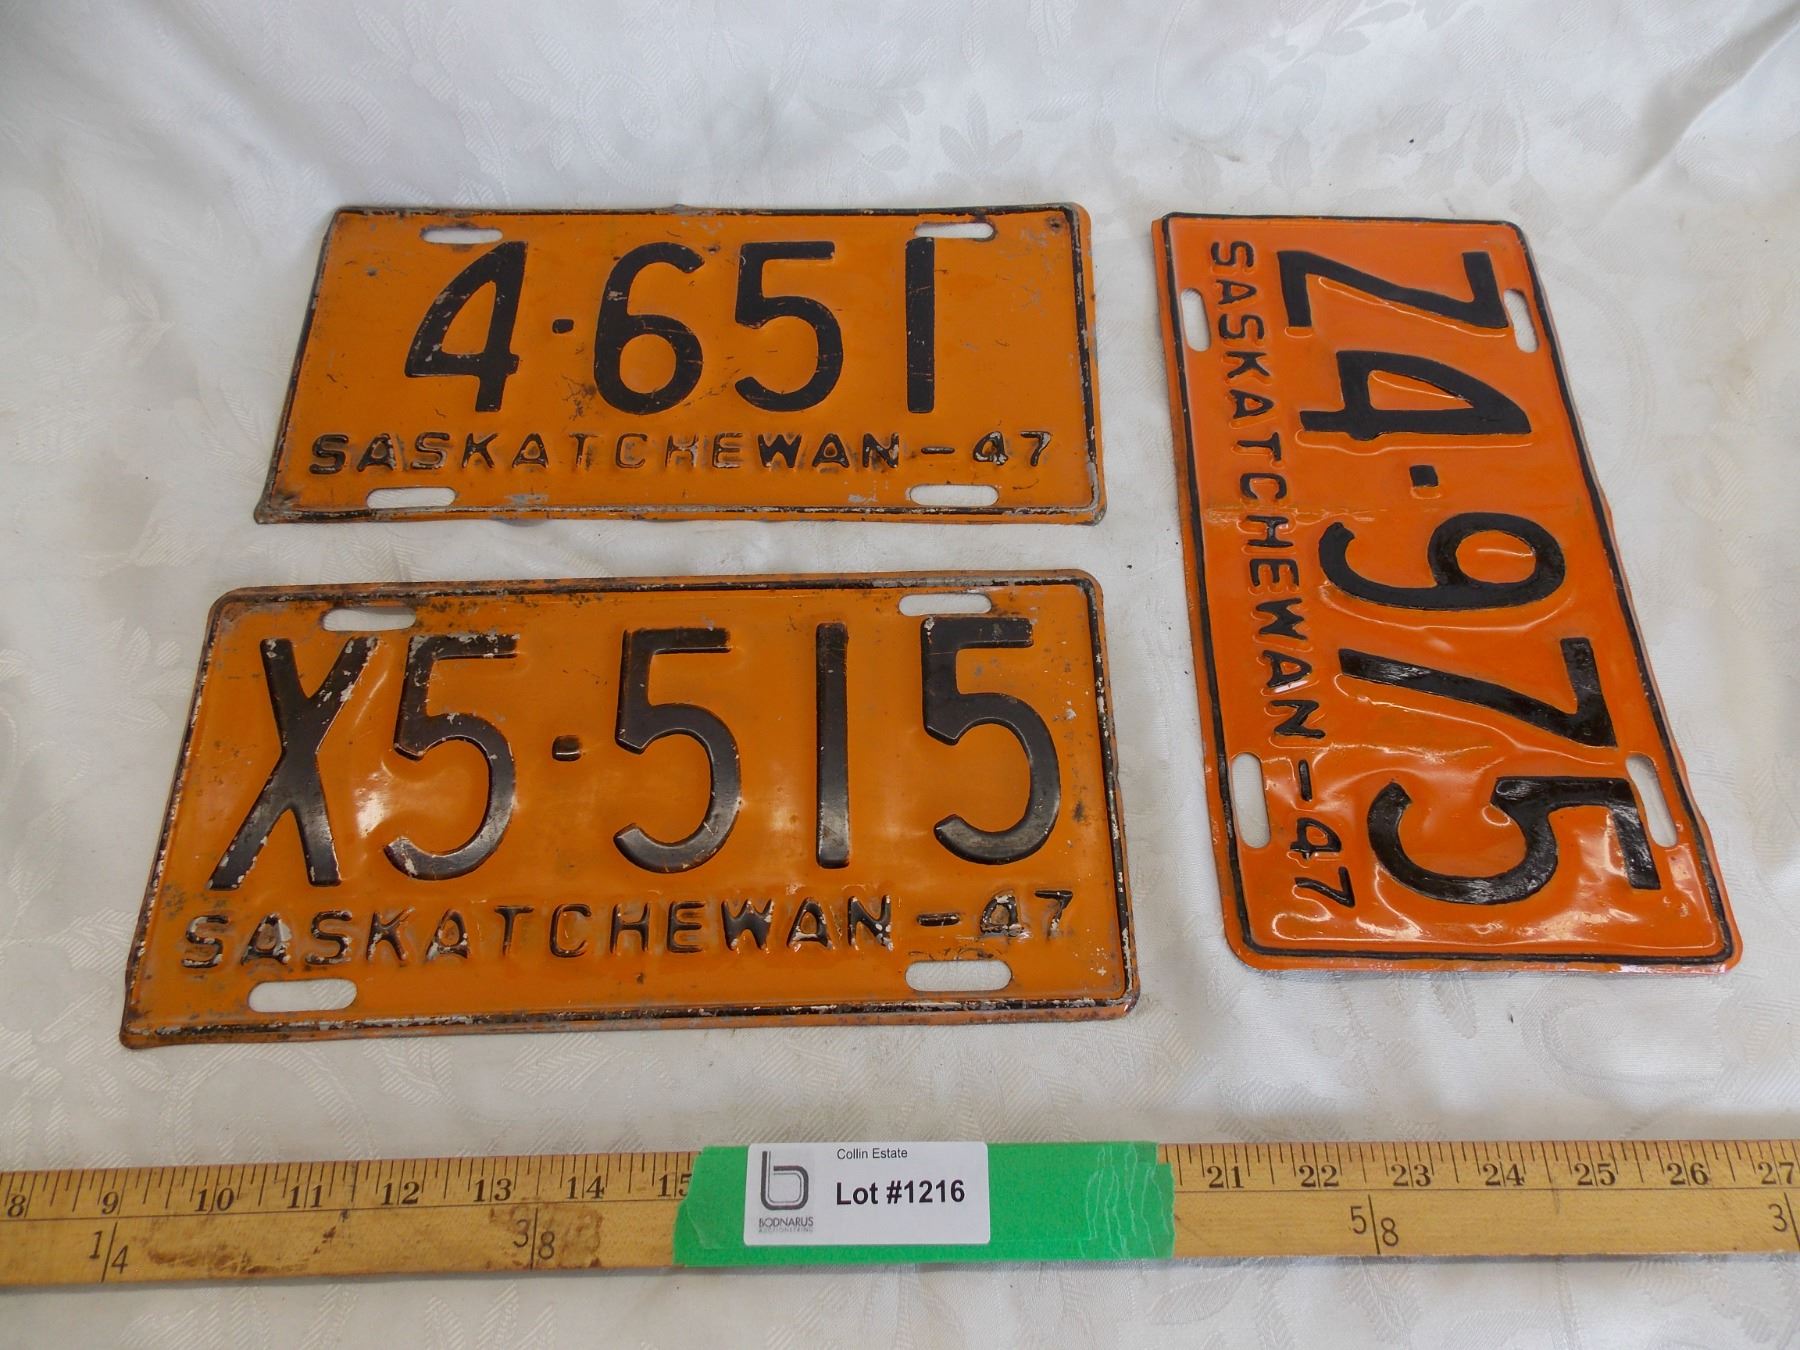 4·651
SASKATCHEWAN-47
X5·515
SASKATCHEWAN-47
Z4·975
SASKATCHEWAN-47
8 9 10 11 12 13 14 15 21 22 23 24 25 26 27
1/4 3/8 5/8 3
Collin Estate
Lot #1216
b
BODNARUS
AUCTIONEERING